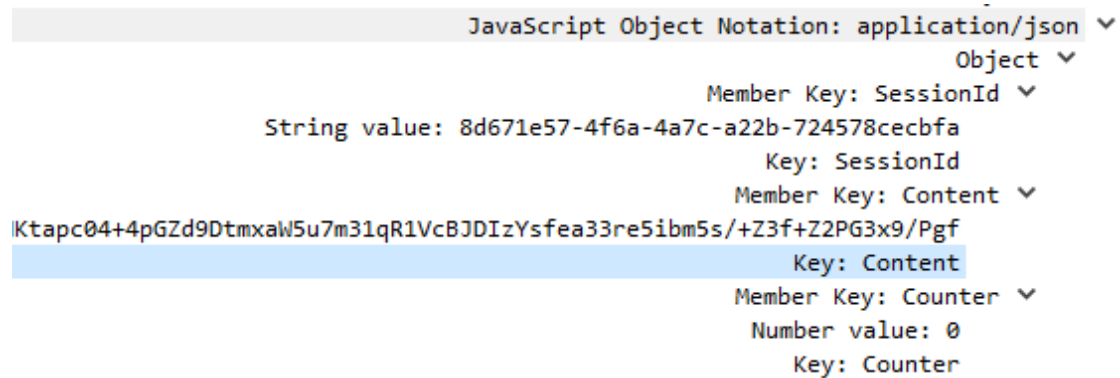 JavaScript Object Notation: application/json
Object
Member Key: SessionId
String value: 8d671e57-4f6a-4a7c-a22b-724578cecbfa
Key: SessionId
Member Key: Content
Ktapc04+4pGZd9DtmxaW5u7m31qR1VcBJDIzYsfea33re5ibm5s/+Z3f+Z2PG3x9/Pgf
Key: Content
Member Key: Counter
Number value: 0
Key: Counter